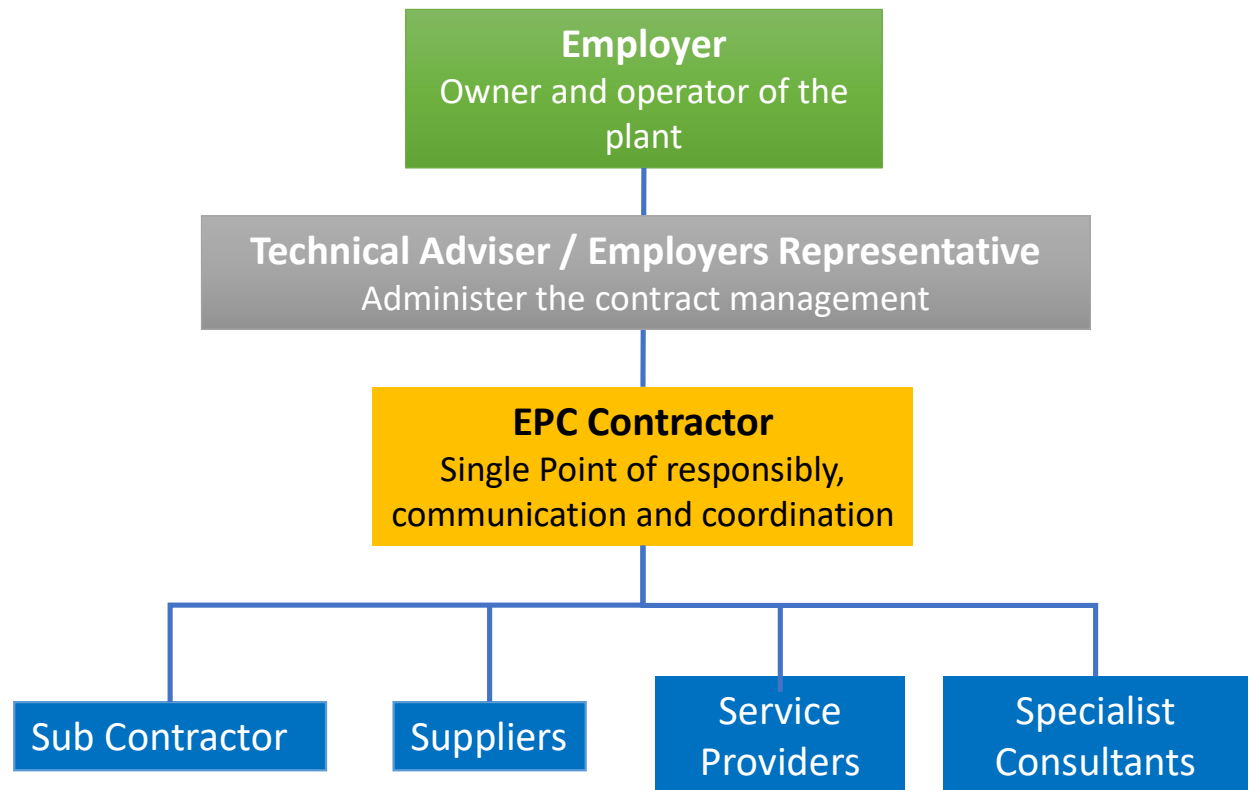 Employer
Owner and operator of the
plant
Technical Adviser / Employers Representative
Administer the contract management
EPC Contractor
Single Point of responsibly,
communication and coordination
Sub Contractor
Suppliers
Service
Providers
Specialist
Consultants